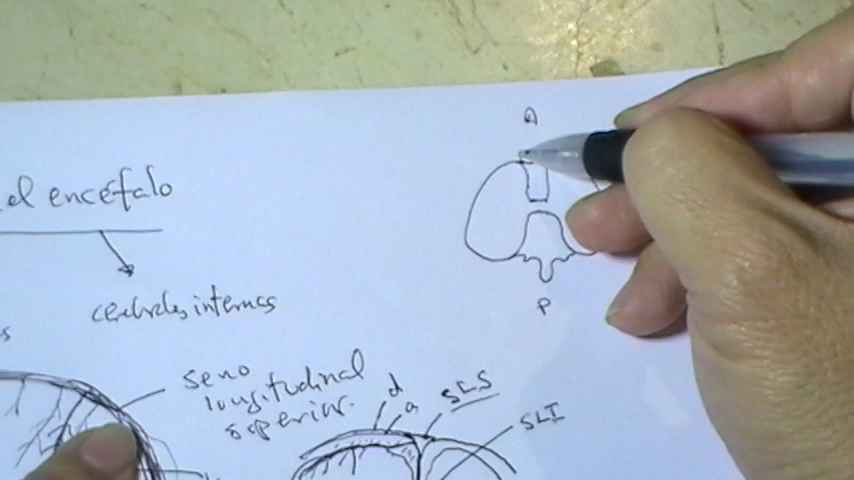 el encéfalo
cerebrales internas
seno
longitudinal
superior.
d
a
SLS
SLI
A
P